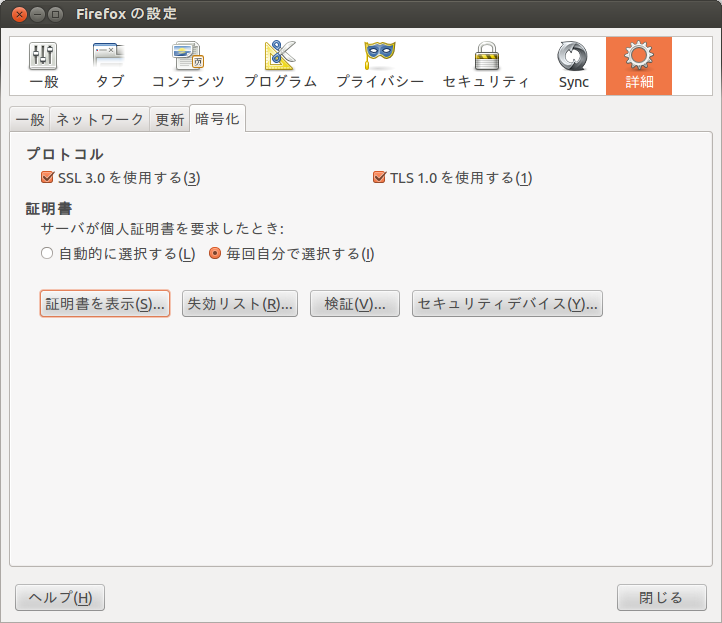 Firefox の設定
一般 タブ コンテンツ プログラム プライバシー セキュリティ Sync 詳細
一般 ネットワーク 更新 暗号化
プロトコル
SSL 3.0 を使用する(3) TLS 1.0 を使用する(1)
証明書
サーバが個人証明書を要求したとき:
自動的に選択する(L) 毎回自分で選択する(I)
証明書を表示(S)... 失効リスト(R)... 検証(V)... セキュリティデバイス(Y)...
ヘルプ(H) 閉じる